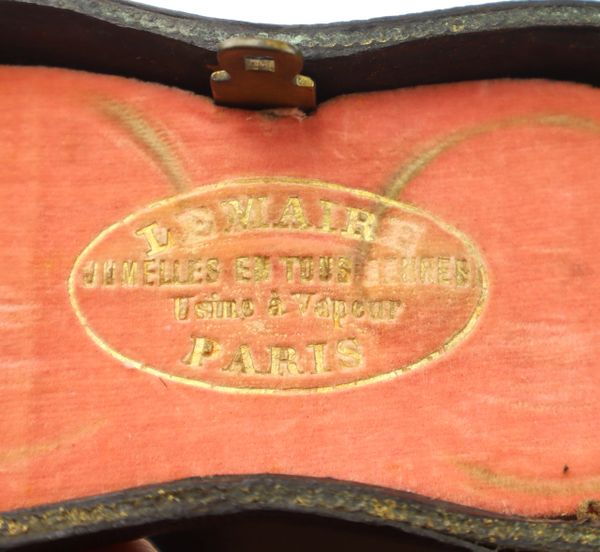 LEMAIRE
JUMELLES EN TOUS GENRES
Usine à Vapeur
PARIS